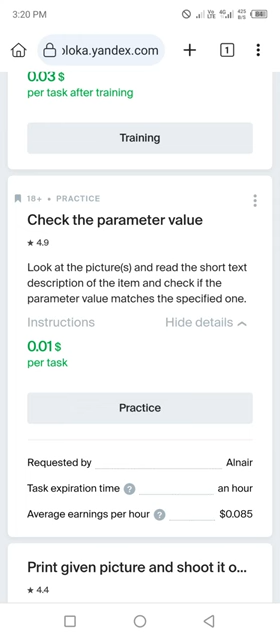 3:20 PM
84
oloka.yandex.com
1
0.03 $
per task after training
Training
18+ • PRACTICE
Check the parameter value
★ 4.9
Look at the picture(s) and read the short text
description of the item and check if the
parameter value matches the specified one.
Instructions Hide details
0.01 $
per task
Practice
Requested by Alnair
Task expiration time ? an hour
Average earnings per hour ? $0.085
Print given picture and shoot it o...
★ 4.4